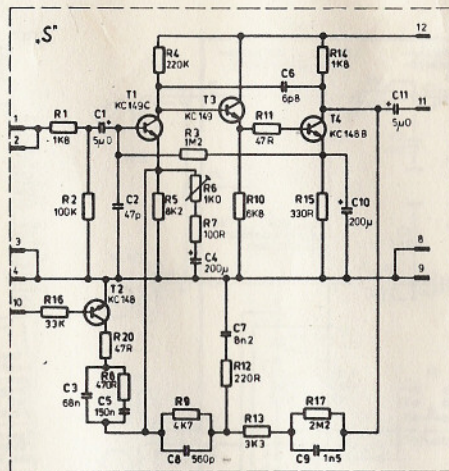 „S"
12
R4
220K
R14
1K8
C6
6p8
T1
KC149C
T3
KC149
C11
5µ0
11
1
2
R1
1K8
C1
+
5µ0
R11
47R
T4
KC148B
R3
1M2
R2
100K
C2
47p
R5
8K2
R6
1K0
R7
100R
+
C4
200µ
R10
6K8
R15
330R
+
C10
200µ
3
4
8
9
T2
KC148
10
R16
33K
R20
47R
C7
8n2
R12
220R
C3
68n
R8
470R
C5
150n
R9
4K7
C8
560p
R13
3K3
R17
2M2
C9
1n5